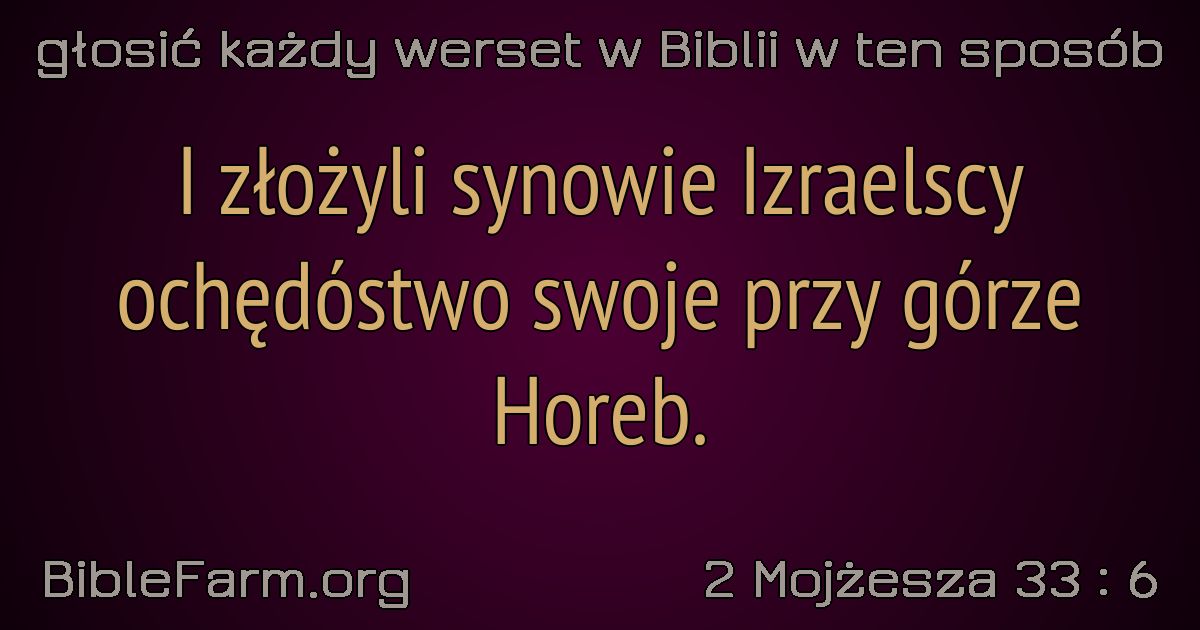 głosić każdy werset w Biblii w ten sposób
I złożyli synowie Izraelscy
ochędóstwo swoje przy górze
Horeb.
BibleFarm.org
2 Mojżesza 33 : 6